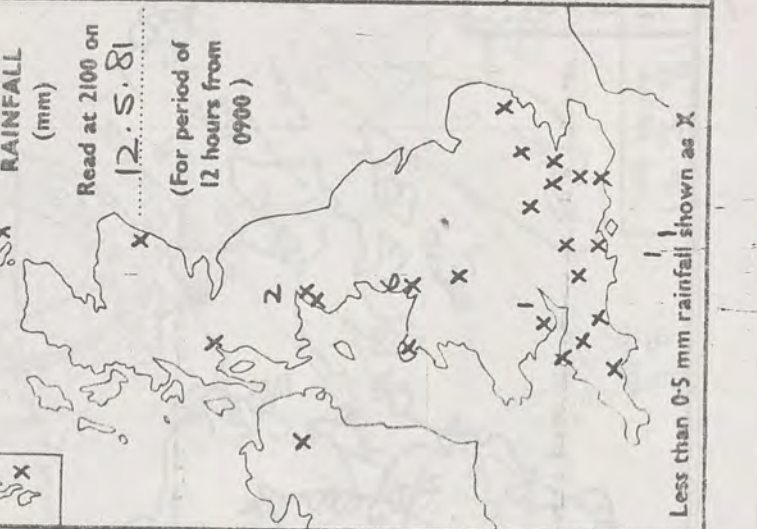 RAINFALL
(mm)
Read at 2100 on
12.5.81
(For period of
12 hours from
0900)
2
1
1 1
Less than 0·5 mm rainfall shown as X